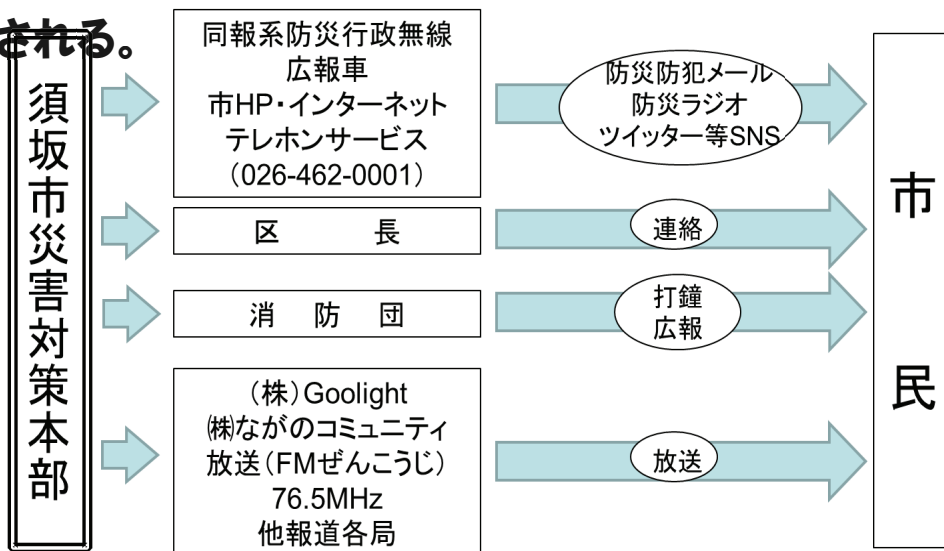 される。
須坂市災害対策本部
同報系防災行政無線
広報車
市HP・インターネット
テレホンサービス
(026-462-0001)
防災防犯メール
防災ラジオ
ツイッター等SNS
区 長
連絡
消 防 団
打鐘
広報
(株)Goolight
㈱ながのコミュニティ
放送(FMぜんこうじ)
76.5MHz
他報道各局
放送
市民